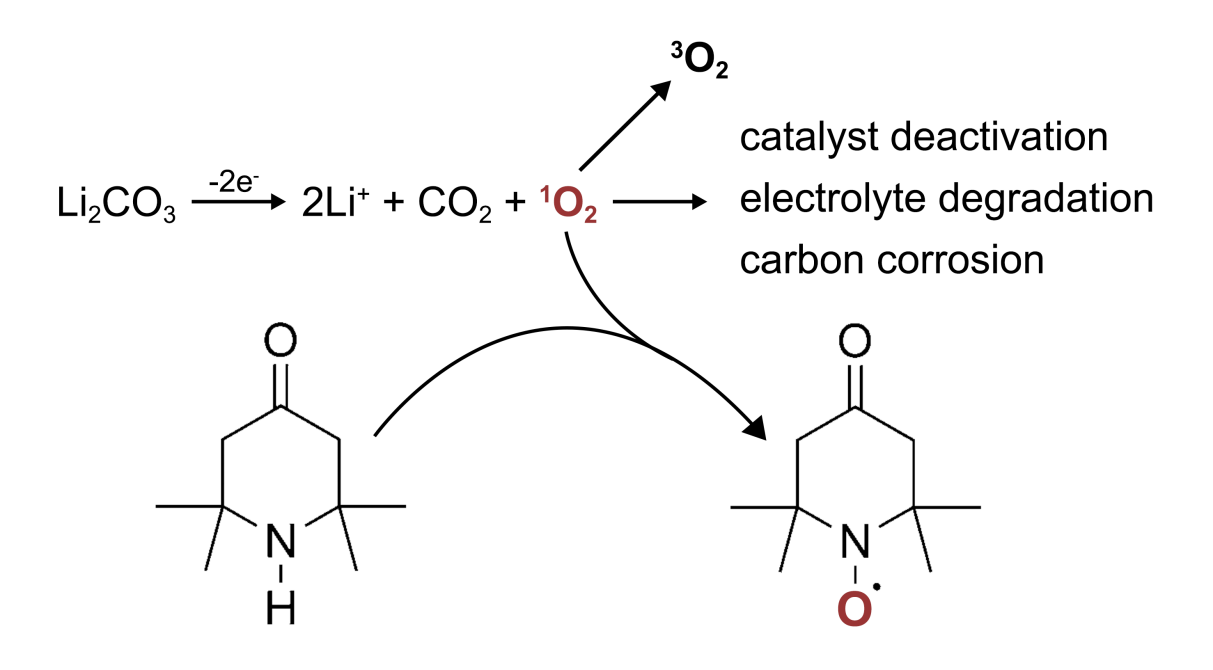 ³O₂
catalyst deactivation
-2e⁻
Li₂CO₃ → 2Li⁺ + CO₂ + ¹O₂ → electrolyte degradation
carbon corrosion
O O
N N
H O•